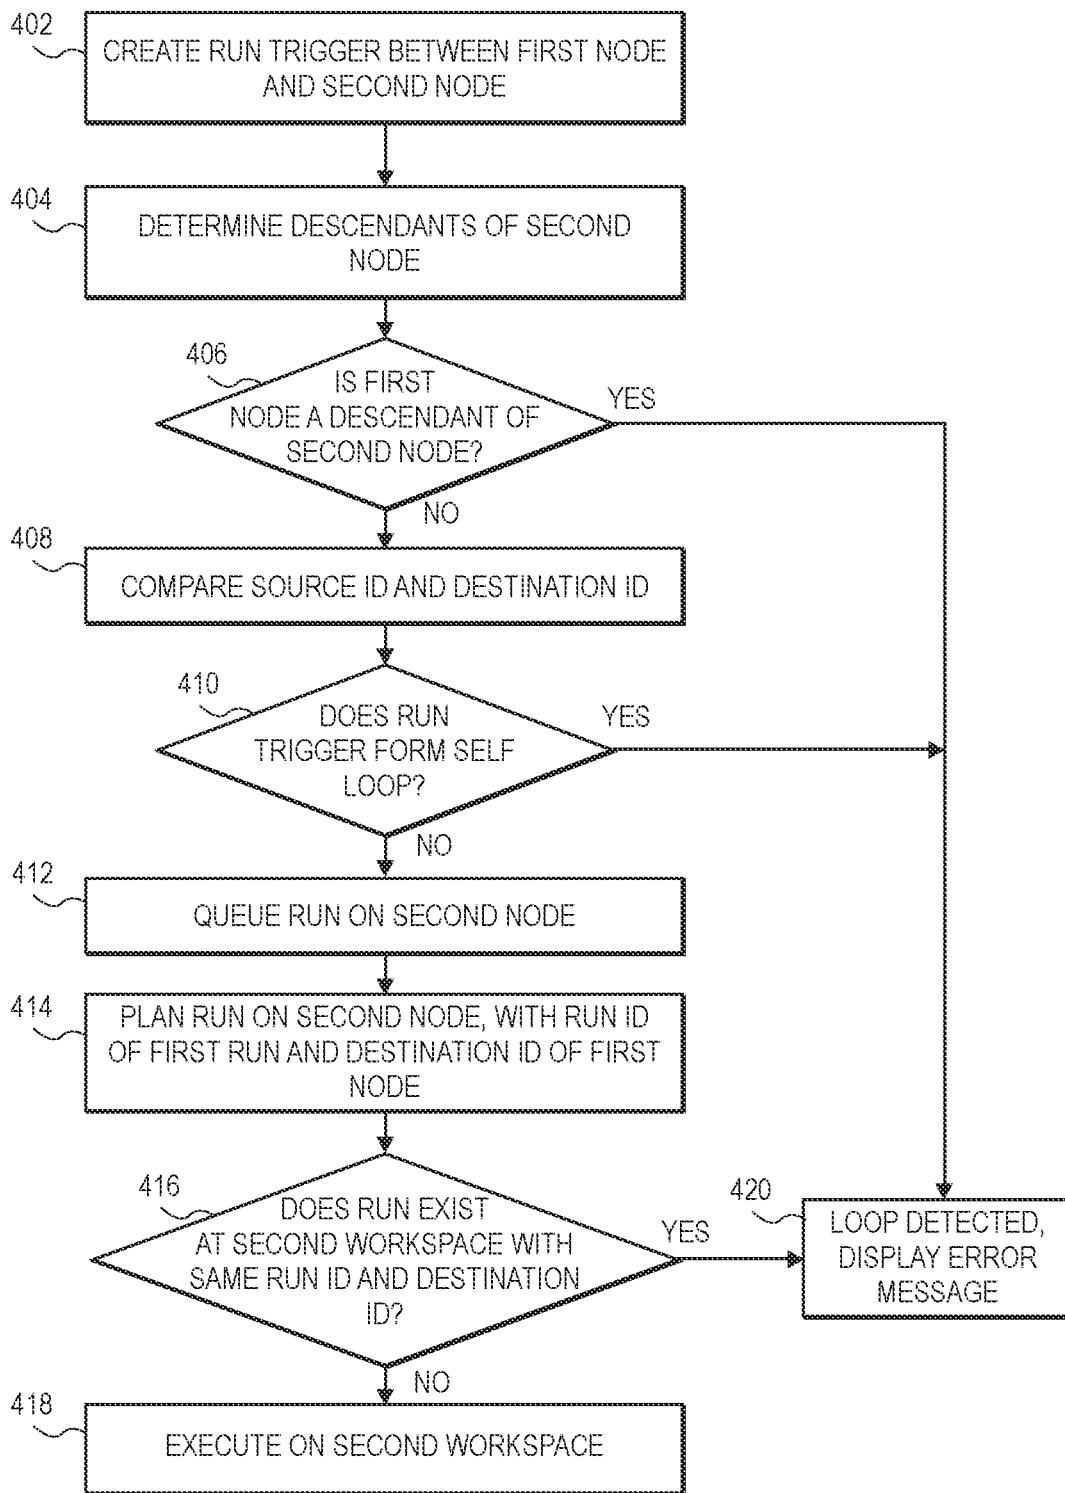 402
CREATE RUN TRIGGER BETWEEN FIRST NODE
AND SECOND NODE
404
DETERMINE DESCENDANTS OF SECOND
NODE
406
IS FIRST
NODE A DESCENDANT OF
SECOND NODE?
YES
NO
408
COMPARE SOURCE ID AND DESTINATION ID
410
DOES RUN
TRIGGER FORM SELF
LOOP?
YES
NO
412
QUEUE RUN ON SECOND NODE
414
PLAN RUN ON SECOND NODE, WITH RUN ID
OF FIRST RUN AND DESTINATION ID OF FIRST
NODE
416
DOES RUN EXIST
AT SECOND WORKSPACE WITH
SAME RUN ID AND DESTINATION
ID?
YES
NO
420
LOOP DETECTED,
DISPLAY ERROR
MESSAGE
418
EXECUTE ON SECOND WORKSPACE